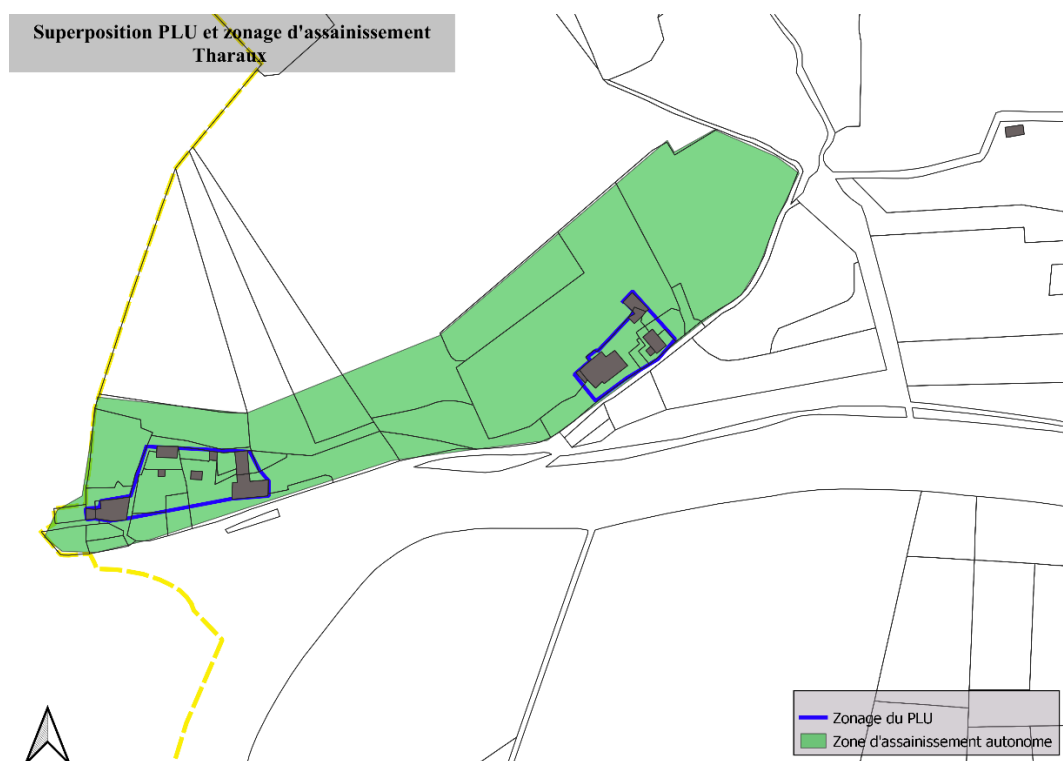 Superposition PLU et zonage d'assainissement
Tharaux
Zonage du PLU
Zone d'assainissement autonome